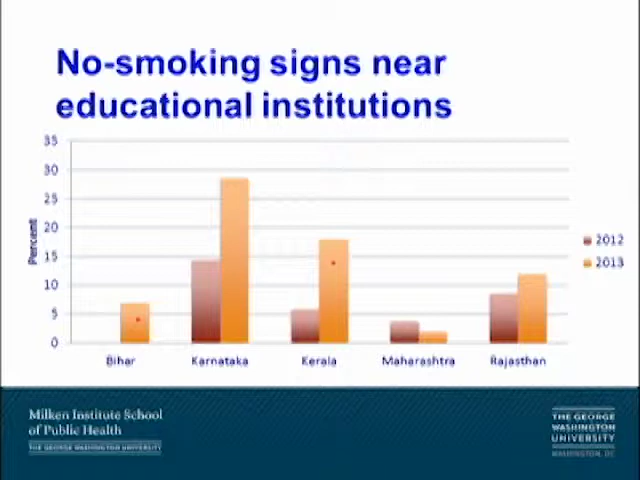 No-smoking signs near
educational institutions
35
30
25
20
15
10
5
0
Percent
2012
2013
Bihar Karnataka Kerala Maharashtra Rajasthan
Milken Institute School
of Public Health
THE GEORGE WASHINGTON UNIVERSITY
THE GEORGE
WASHINGTON
UNIVERSITY
WASHINGTON, DC